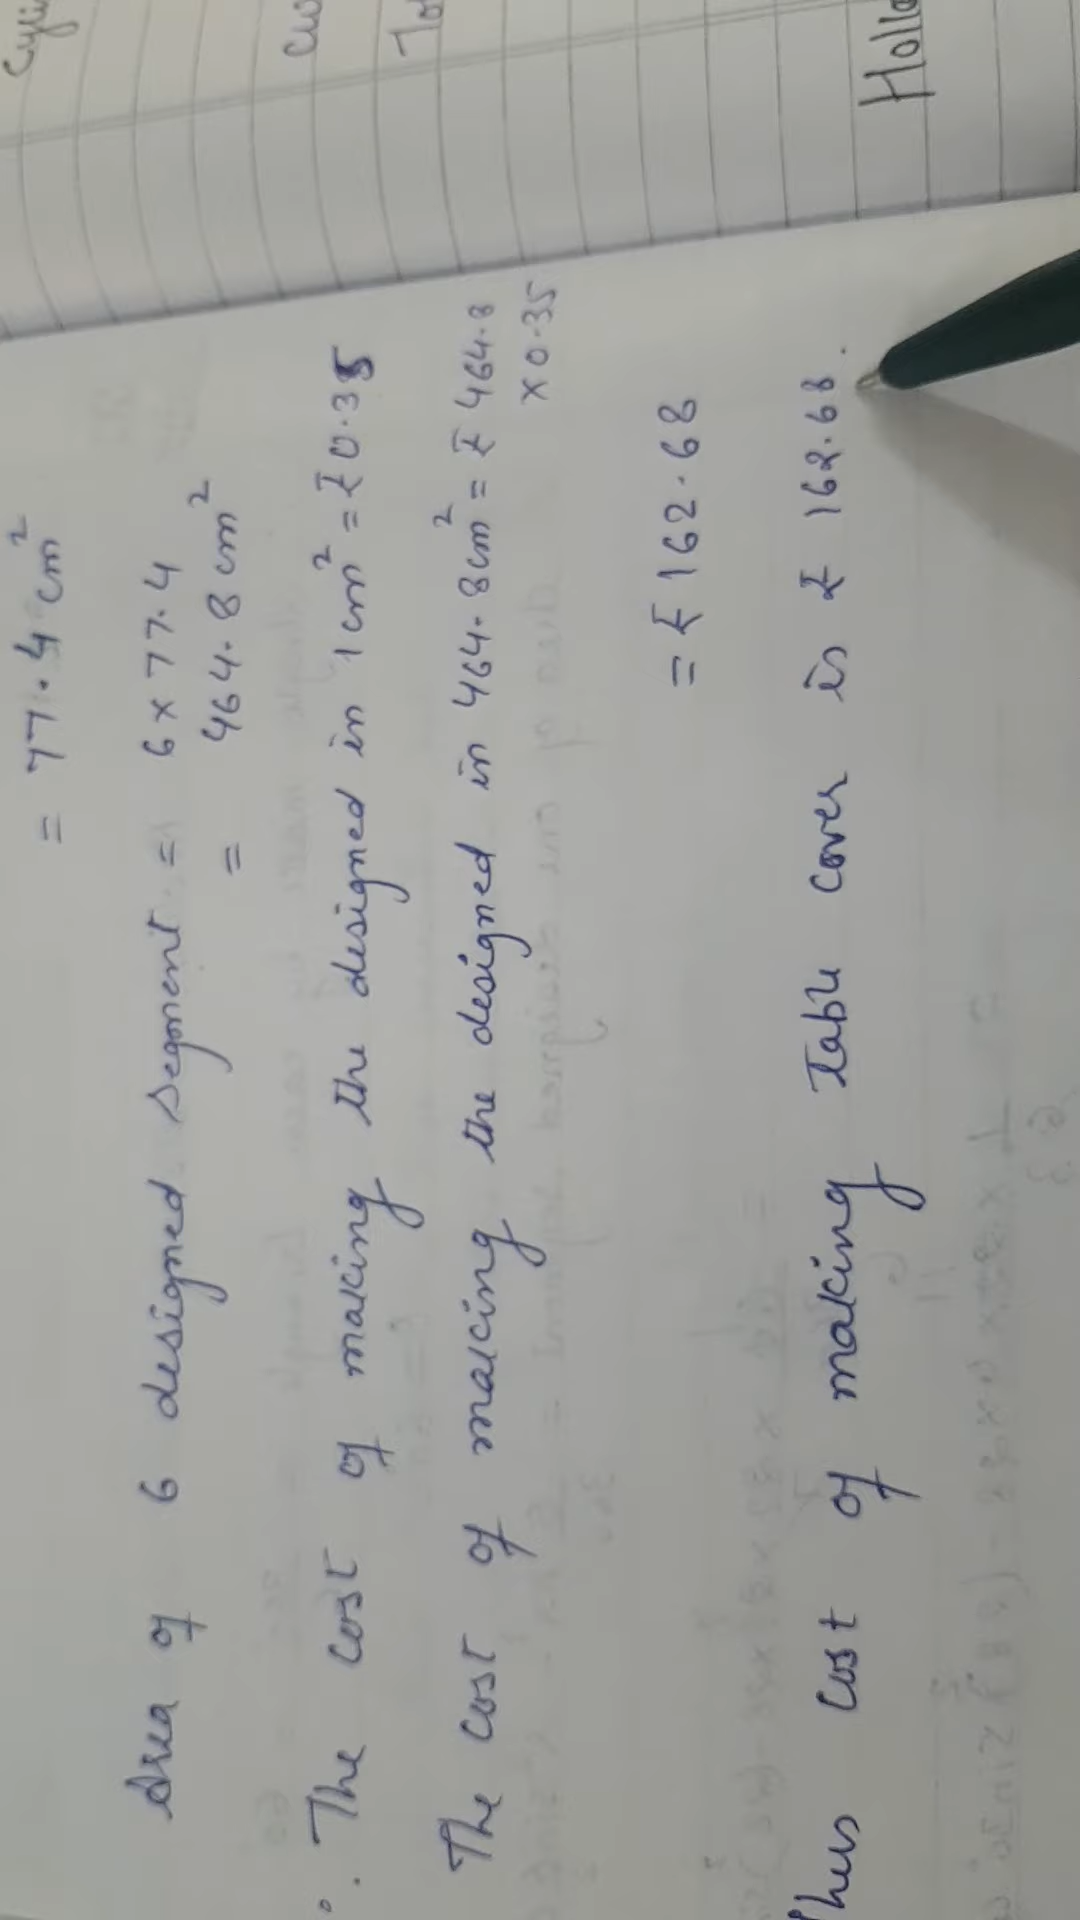 = 77.4 cm²
Area of 6 designed segment = 6 x 77.4
= 464.8 cm²
∴ The cost of making the designed in 1 cm² = ₹ 0.35
The cost of making the designed in 464.8 cm² = ₹ 464.8
x 0.35
= ₹ 162.68
Thus cost of making Table cover is ₹ 162.68.